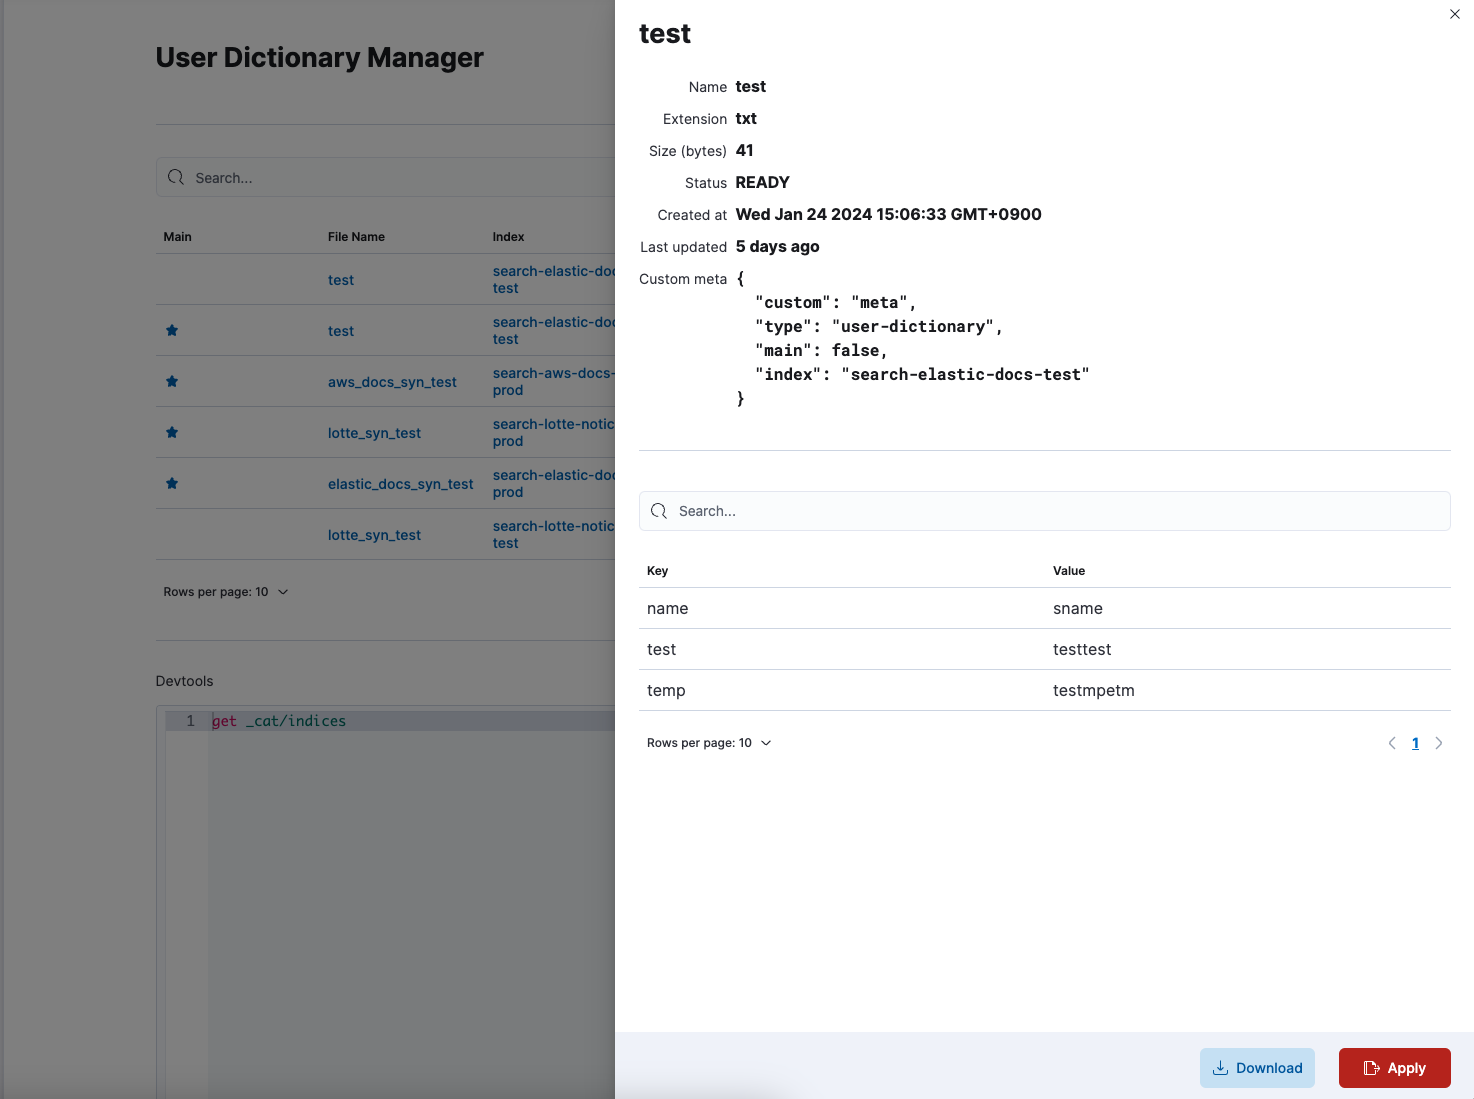 User Dictionary Manager
Search...
Main File Name Index
test search-elastic-doc
test
test search-elastic-doc
test
aws_docs_syn_test search-aws-docs-
prod
lotte_syn_test search-lotte-notic
prod
elastic_docs_syn_test search-elastic-doc
prod
lotte_syn_test search-lotte-notic
test
Rows per page: 10
Devtools
1 get _cat/indices
test
Name test
Extension txt
Size (bytes) 41
Status READY
Created at Wed Jan 24 2024 15:06:33 GMT+0900
Last updated 5 days ago
Custom meta {
"custom": "meta",
"type": "user-dictionary",
"main": false,
"index": "search-elastic-docs-test"
}
Search...
Key Value
name sname
test testtest
temp testmpetm
Rows per page: 10 1
Download Apply